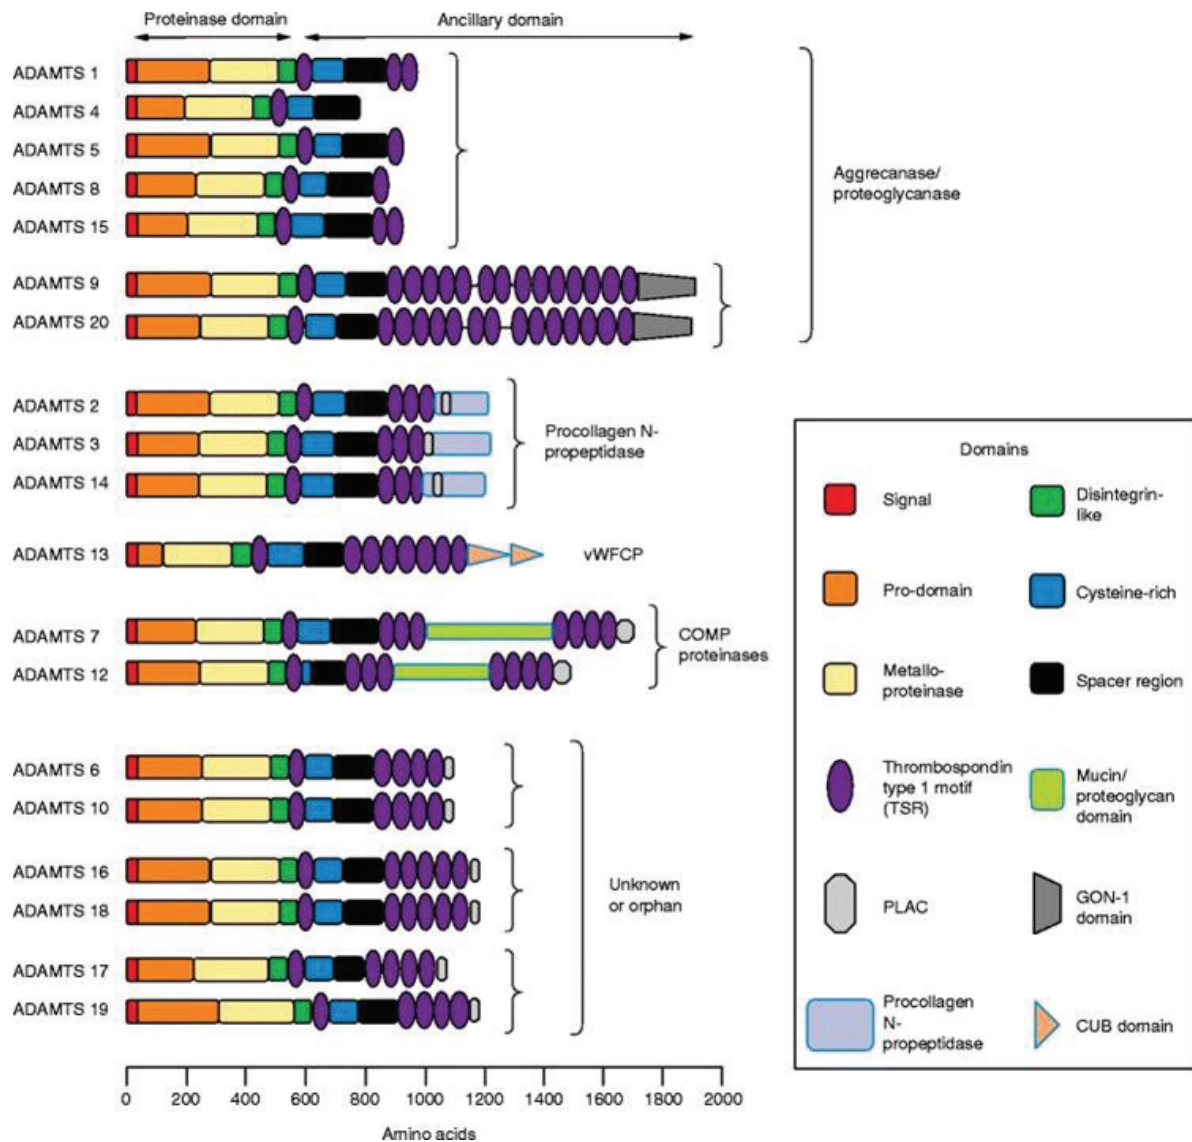 Proteinase domain
Ancillary domain
ADAMTS 1
ADAMTS 4
ADAMTS 5
ADAMTS 8
ADAMTS 15
Aggrecanase/
proteoglycanase
ADAMTS 9
ADAMTS 20
ADAMTS 2
ADAMTS 3
ADAMTS 14
Procollagen N-
propeptidase
ADAMTS 13
vWFCP
ADAMTS 7
ADAMTS 12
COMP
proteinases
ADAMTS 6
ADAMTS 10
ADAMTS 16
ADAMTS 18
Unknown
or orphan
ADAMTS 17
ADAMTS 19
0 200 400 600 800 1000 1200 1400 1600 1800 2000
Amino acids
Domains
Signal
Disintegrin-
like
Pro-domain
Cysteine-rich
Metallo-
proteinase
Spacer region
Thrombospondin
type 1 motif
(TSR)
Mucin/
proteoglycan
domain
PLAC
GON-1
domain
Procollagen
N-
propeptidase
CUB domain